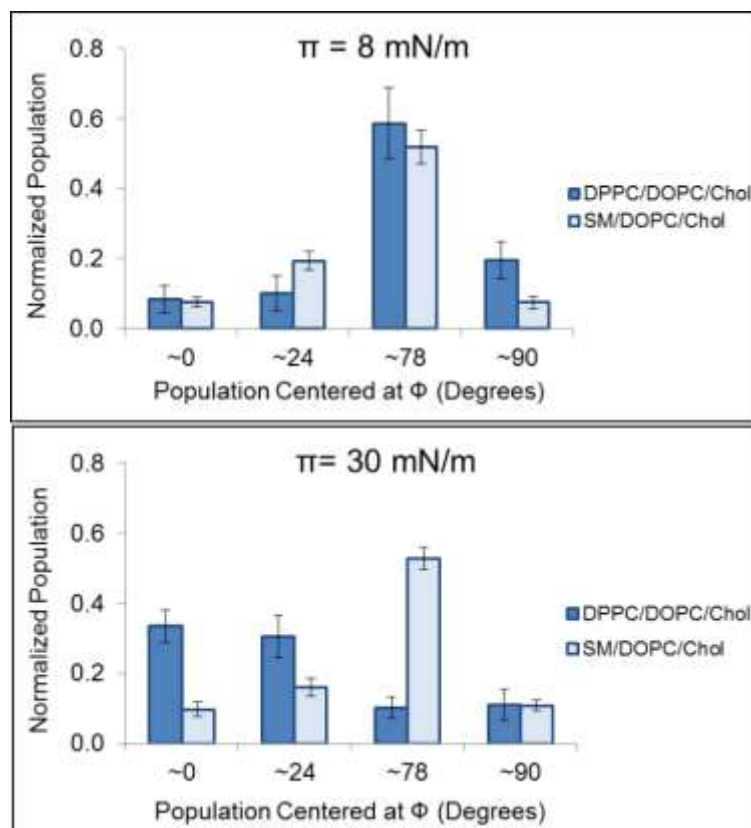 π = 8 mN/m
0.8
0.6
0.4
0.2
0.0
Normalized Population
DPPC/DOPC/Chol
SM/DOPC/Chol
~0 ~24 ~78 ~90
Population Centered at Φ (Degrees)
π= 30 mN/m
0.8
0.6
0.4
0.2
0.0
Normalized Population
DPPC/DOPC/Chol
SM/DOPC/Chol
~0 ~24 ~78 ~90
Population Centered at Φ (Degrees)